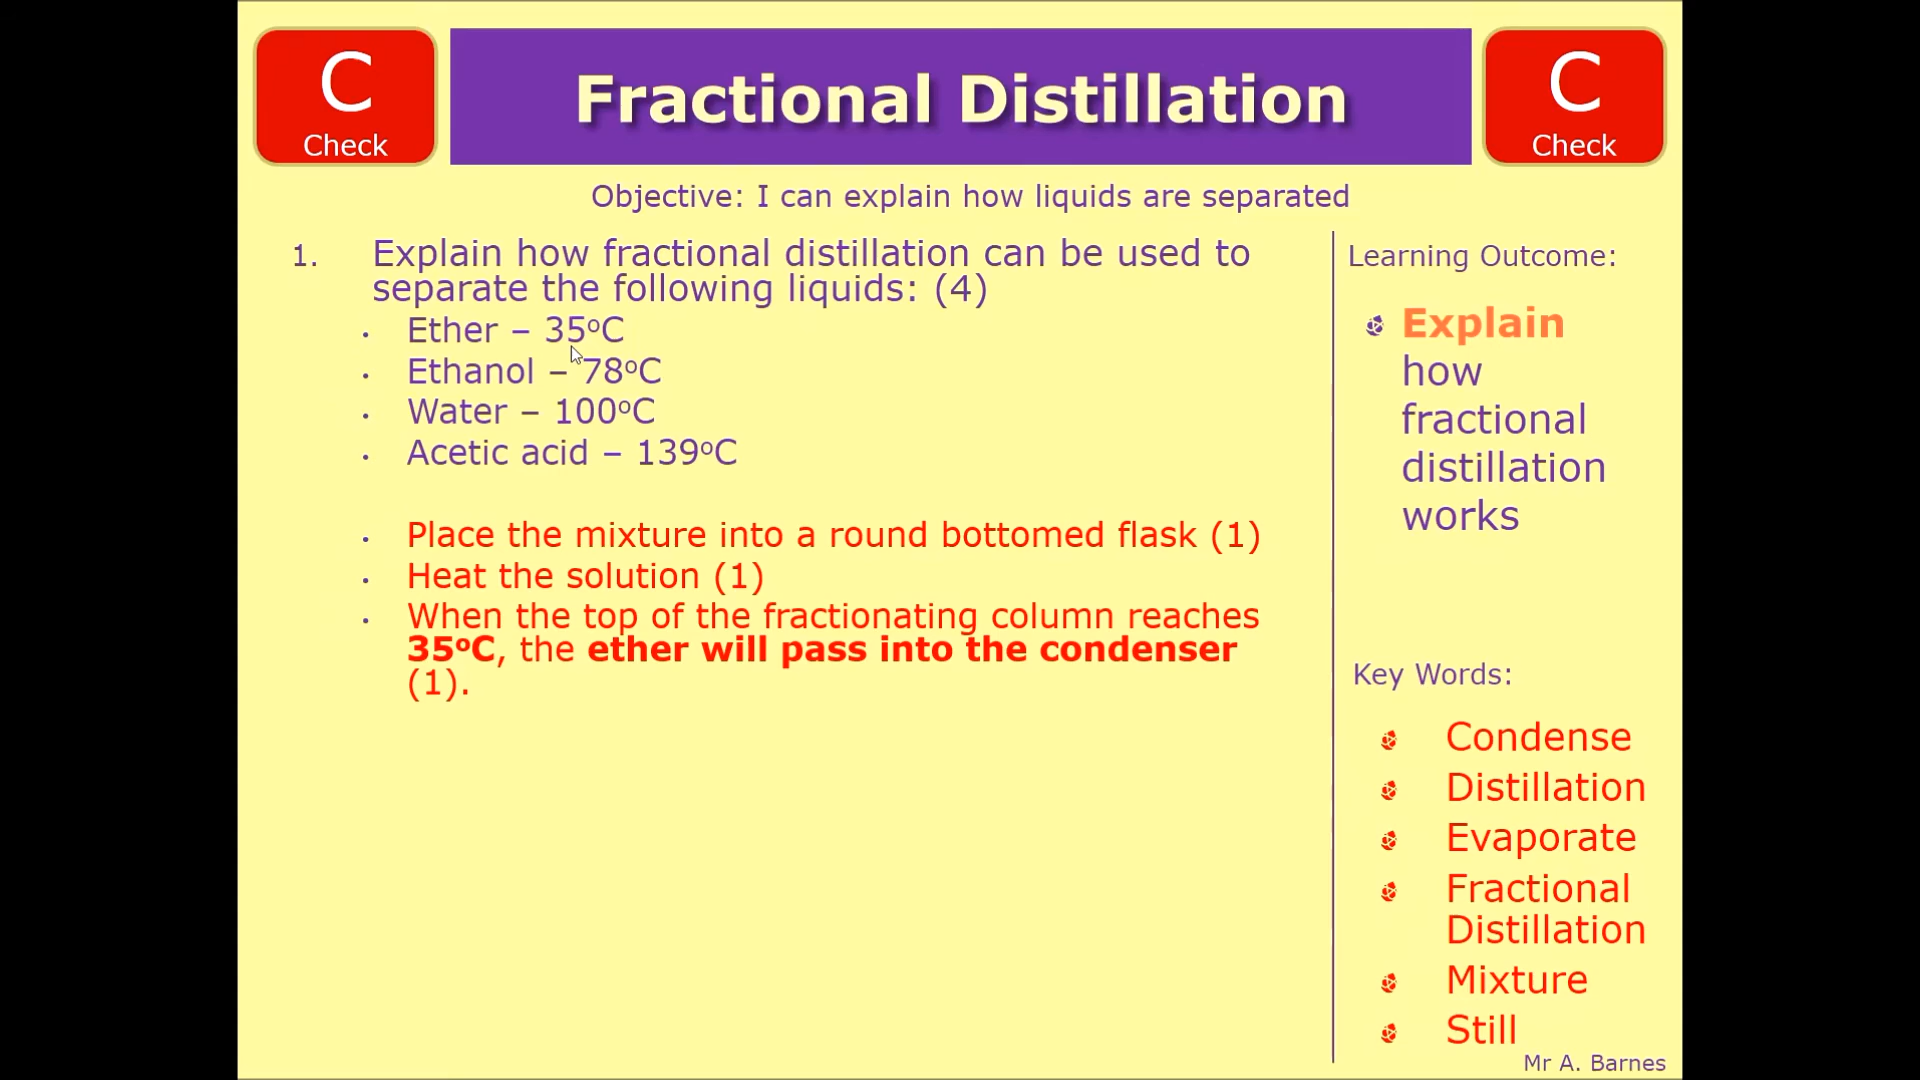 C
Check
Fractional Distillation
C
Check
Objective: I can explain how liquids are separated
1. Explain how fractional distillation can be used to
separate the following liquids: (4)
• Ether – 35ºC
• Ethanol – 78ºC
• Water – 100ºC
• Acetic acid – 139ºC
• Place the mixture into a round bottomed flask (1)
• Heat the solution (1)
• When the top of the fractionating column reaches
35ºC, the ether will pass into the condenser
(1).
Learning Outcome:
Explain
how
fractional
distillation
works
Key Words:
Condense
Distillation
Evaporate
Fractional
Distillation
Mixture
Still
Mr A. Barnes